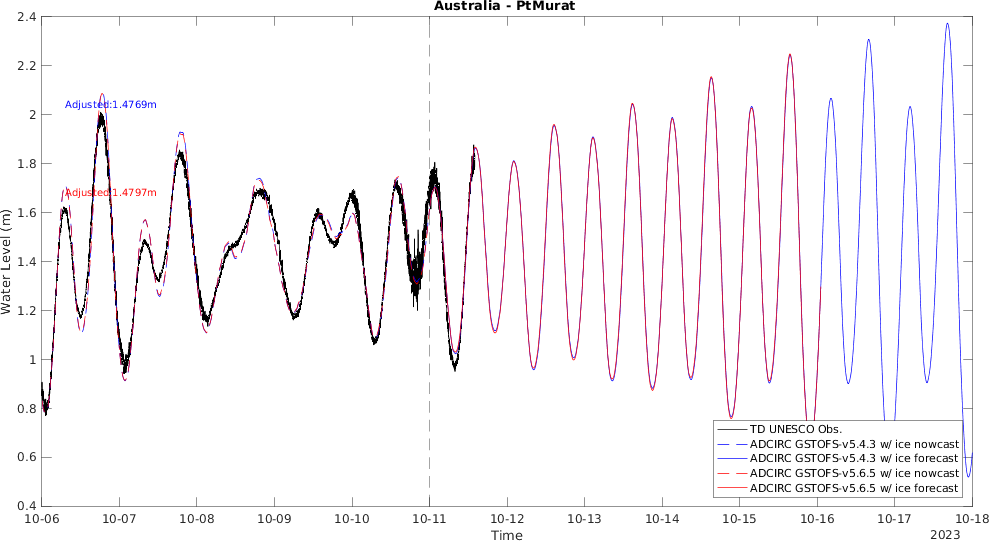 Australia - PtMurat
2.4
2.2
2
1.8
1.6
1.4
1.2
1
0.8
0.6
0.4
Water Level (m)
Adjusted:1.4769m
Adjusted:1.4797m
TD UNESCO Obs.
ADCIRC GSTOFS-v5.4.3 w/ ice nowcast
ADCIRC GSTOFS-v5.4.3 w/ ice forecast
ADCIRC GSTOFS-v5.6.5 w/ ice nowcast
ADCIRC GSTOFS-v5.6.5 w/ ice forecast
10-06 10-07 10-08 10-09 10-10 10-11 10-12 10-13 10-14 10-15 10-16 10-17 10-18
Time
2023